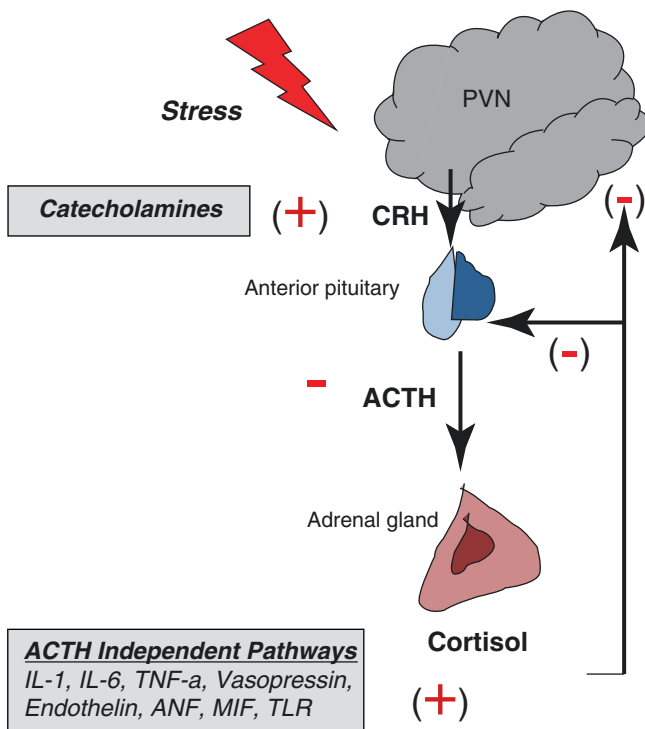 PVN
Stress
Catecholamines
(+)
(-)
CRH
Anterior pituitary
(-)
-
ACTH
Adrenal gland
Cortisol
ACTH Independent Pathways
IL-1, IL-6, TNF-a, Vasopressin,
Endothelin, ANF, MIF, TLR
(+)